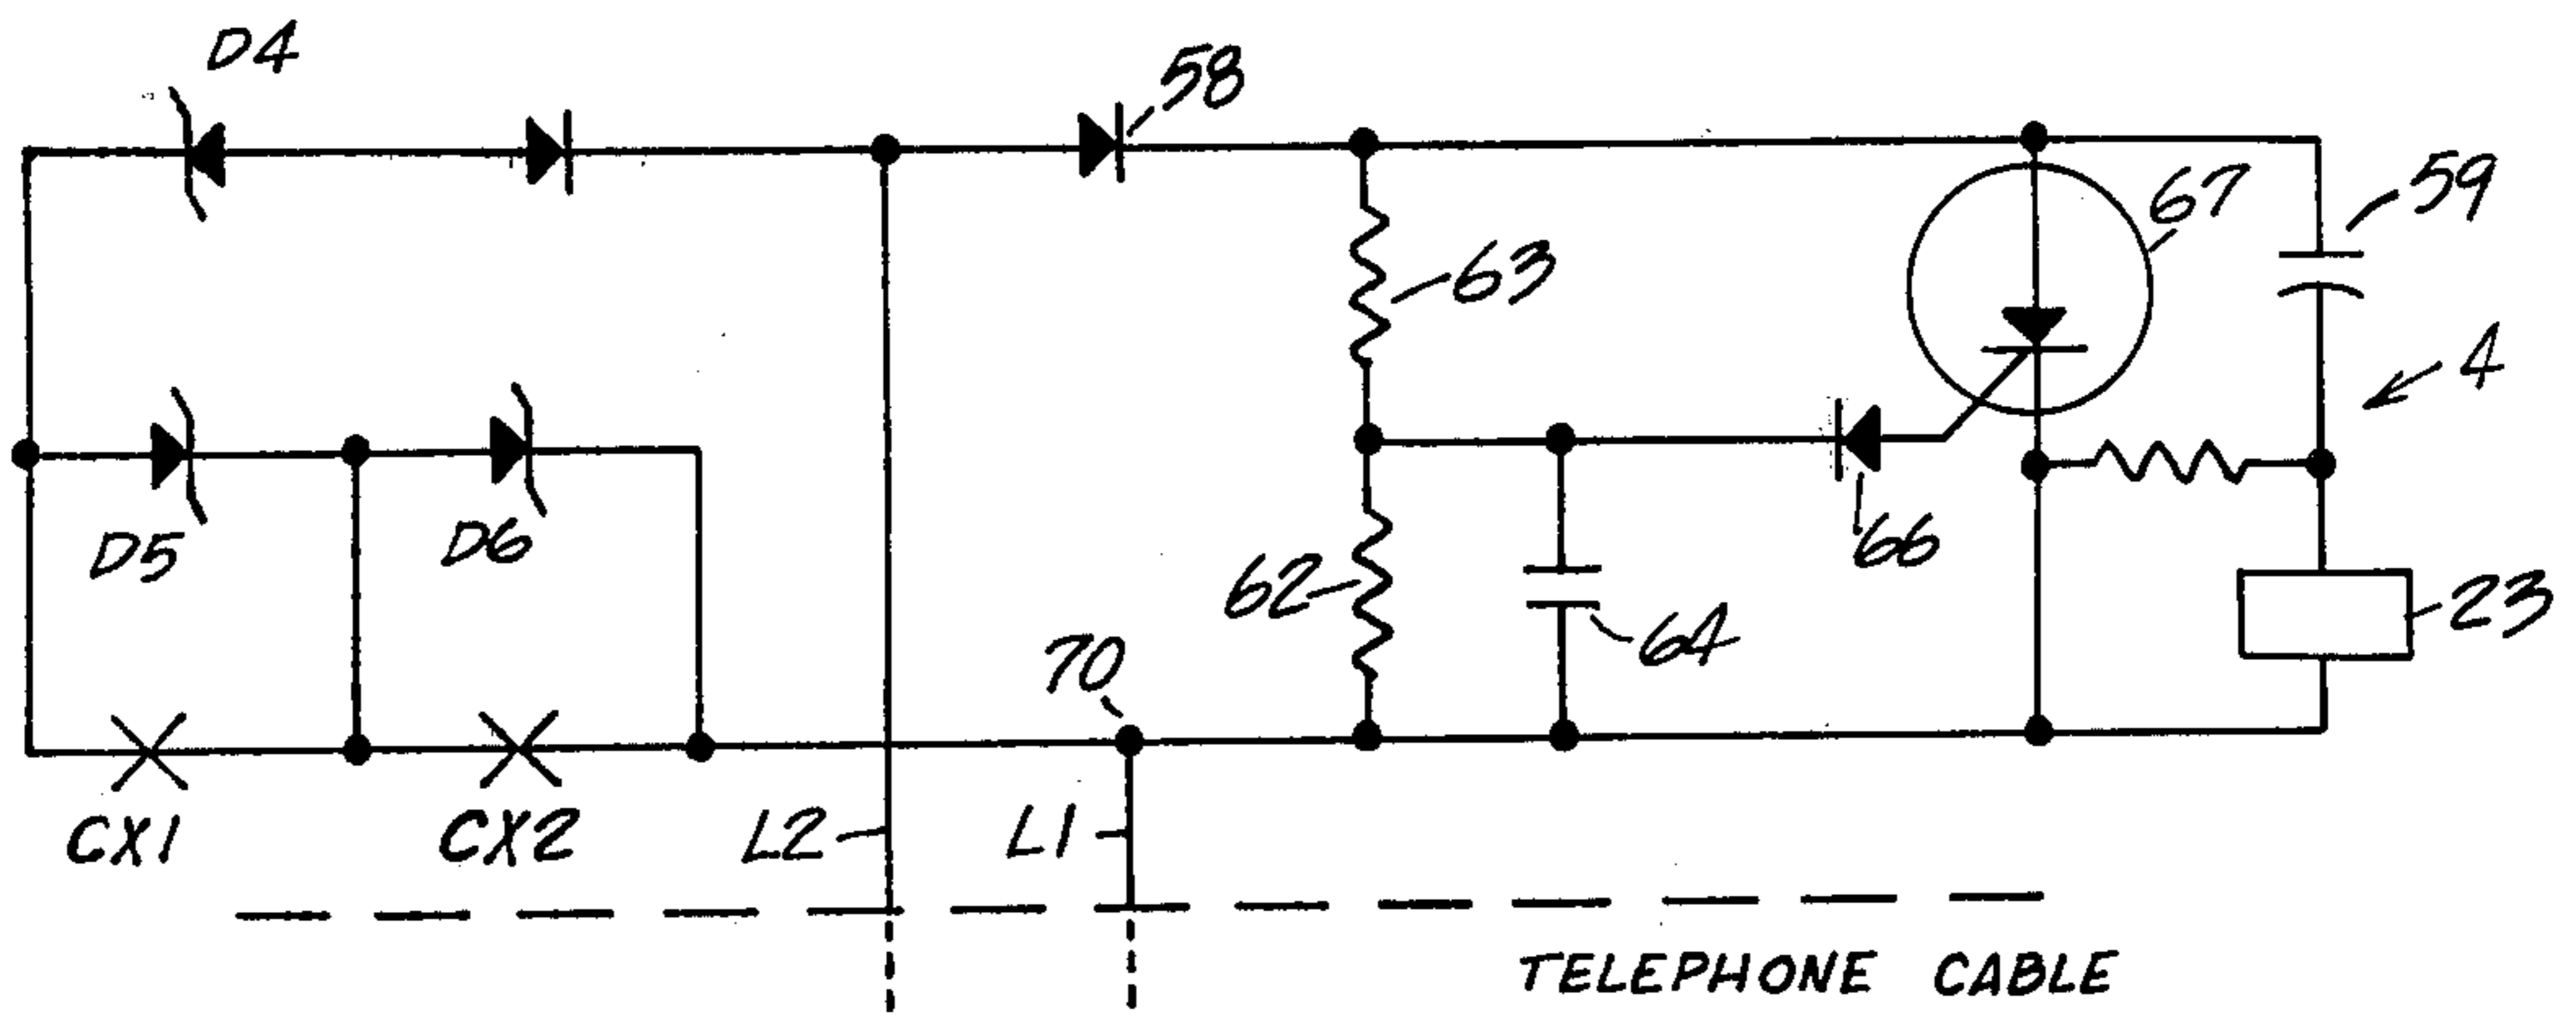 D4
58
67
59
63
4
D5
D6
66
62
64
23
70
CX1
CX2
L2
L1
TELEPHONE CABLE